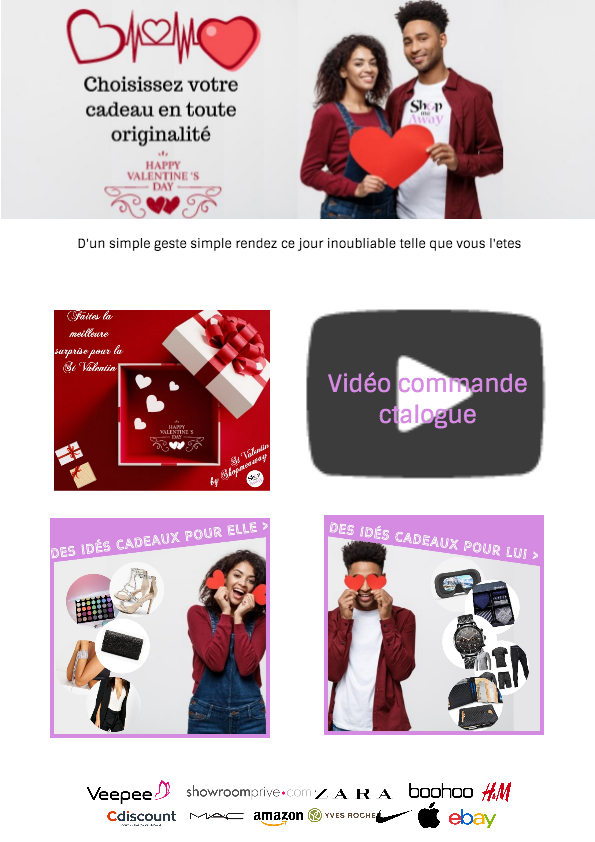 Choisissez votre
cadeau en toute
originalité
HAPPY
VALENTINE'S
DAY
Shop
me
Away
D'un simple geste simple rendez ce jour inoubliable telle que vous l'etes
Faites la
meilleure
surprise pour la
St Valentin
HAPPY
VALENTINE'S
DAY
St Valentin
by Shopmeaway
Vidéo commande
ctalogue
DES IDÉS CADEAUX POUR ELLE >
DES IDÉS CADEAUX POUR LUI >
Veepee
showroomprive.com
ZARA
boohoo
H&M
Cdiscount
MAC
amazon
YVES ROCHE
ebay